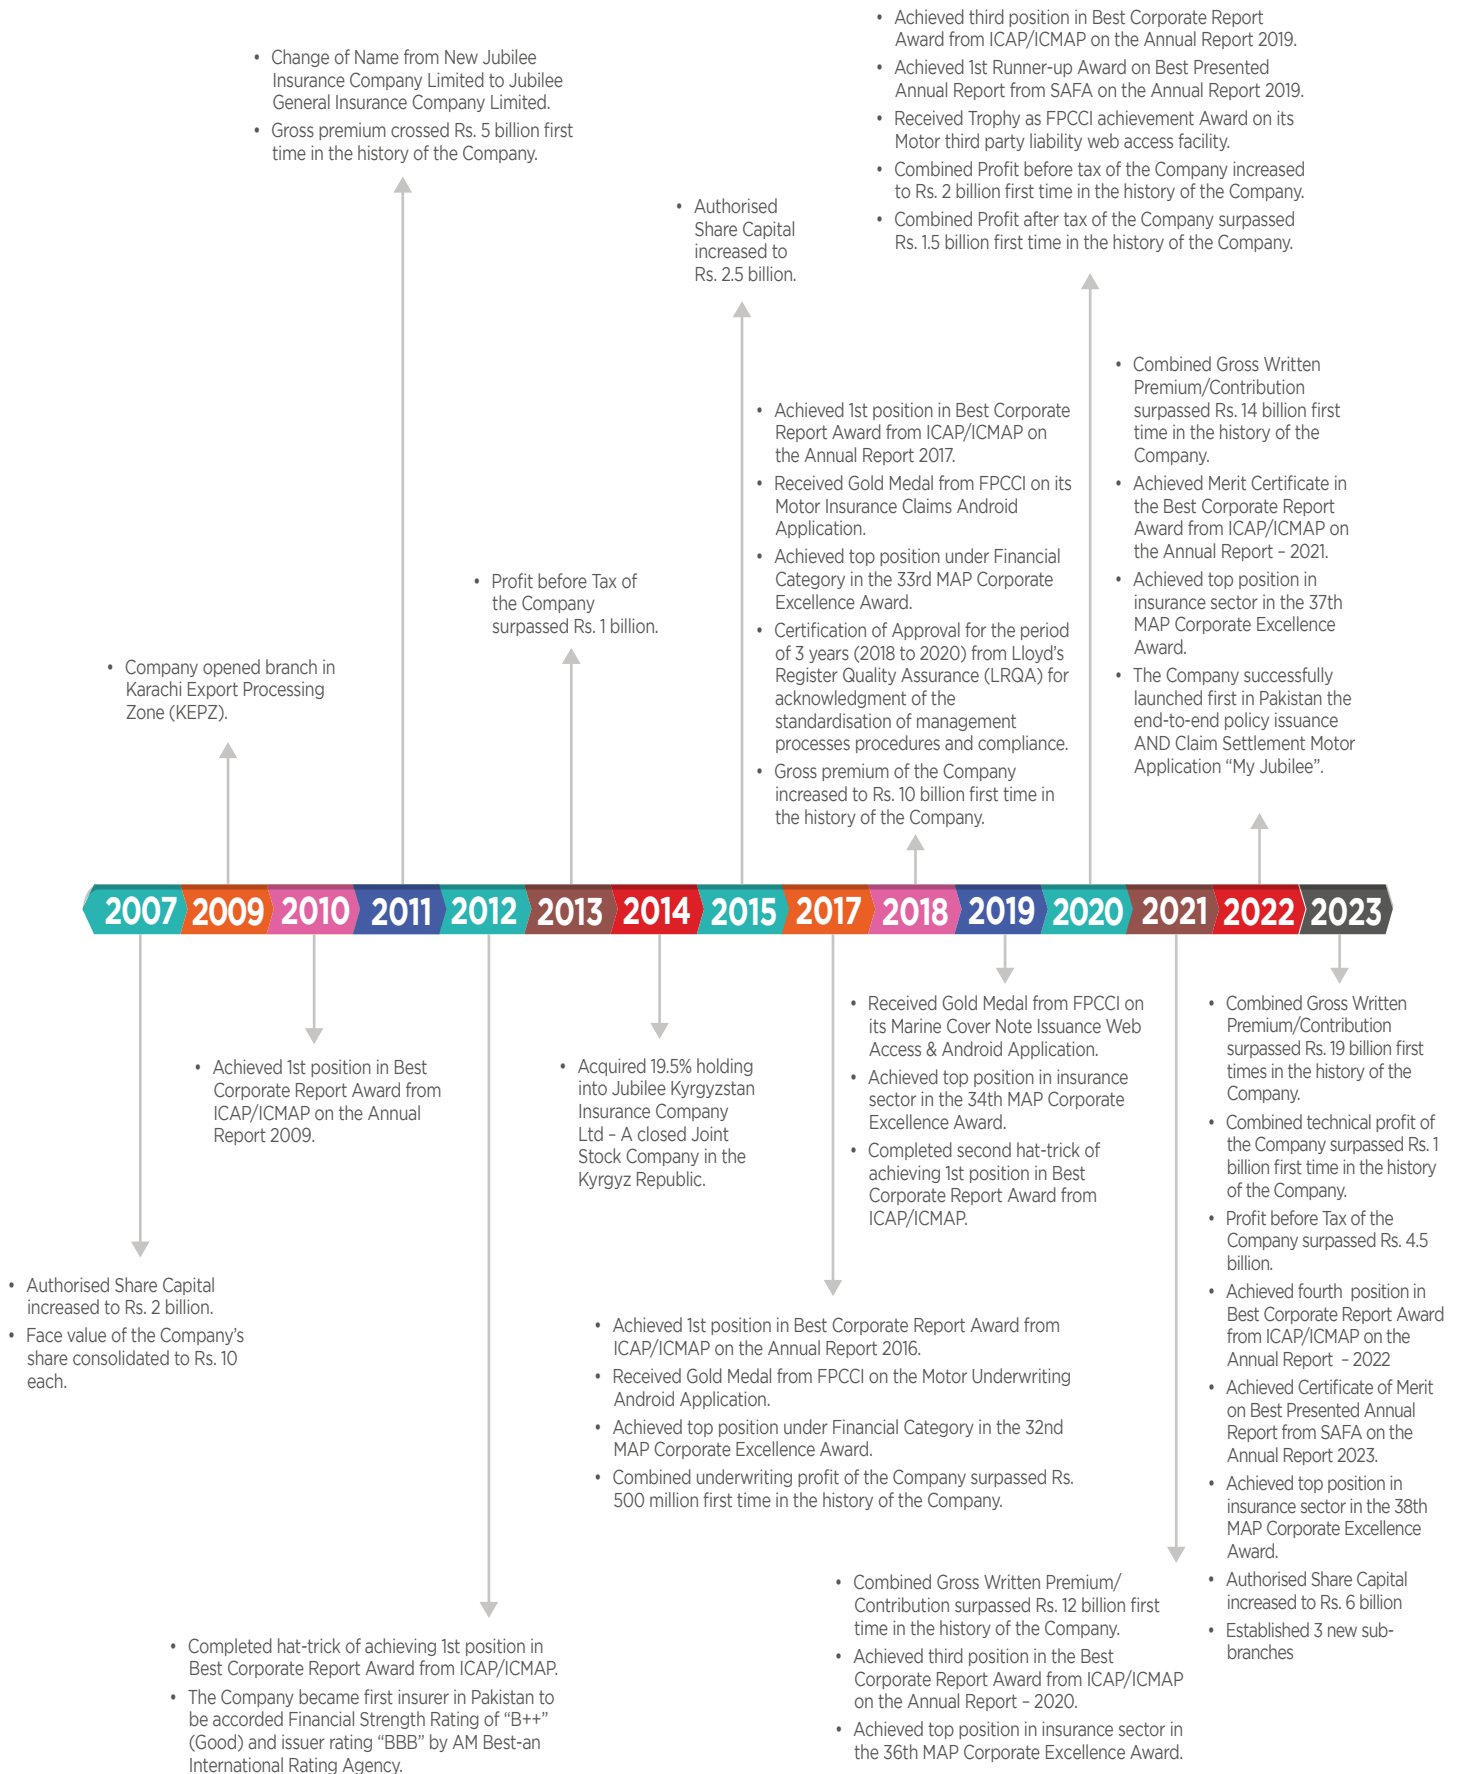 • Change of Name from New Jubilee
Insurance Company Limited to Jubilee
General Insurance Company Limited.
• Gross premium crossed Rs. 5 billion first
time in the history of the Company.
• Achieved third position in Best Corporate Report
Award from ICAP/ICMAP on the Annual Report 2019.
• Achieved 1st Runner-up Award on Best Presented
Annual Report from SAFA on the Annual Report 2019.
• Received Trophy as FPCCI achievement Award on its
Motor third party liability web access facility.
• Combined Profit before tax of the Company increased
to Rs. 2 billion first time in the history of the Company.
• Combined Profit after tax of the Company surpassed
Rs. 1.5 billion first time in the history of the Company.
• Authorised
Share Capital
increased to
Rs. 2.5 billion.
• Combined Gross Written
Premium/Contribution
surpassed Rs. 14 billion first
time in the history of the
Company.
• Achieved Merit Certificate in
the Best Corporate Report
Award from ICAP/ICMAP on
the Annual Report – 2021.
• Achieved top position in
insurance sector in the 37th
MAP Corporate Excellence
Award.
• The Company successfully
launched first in Pakistan the
end-to-end policy issuance
AND Claim Settlement Motor
Application “My Jubilee”.
• Achieved 1st position in Best Corporate
Report Award from ICAP/ICMAP on
the Annual Report 2017.
• Received Gold Medal from FPCCI on its
Motor Insurance Claims Android
Application.
• Achieved top position under Financial
Category in the 33rd MAP Corporate
Excellence Award.
• Certification of Approval for the period
of 3 years (2018 to 2020) from Lloyd’s
Register Quality Assurance (LRQA) for
acknowledgment of the
standardisation of management
processes procedures and compliance.
• Gross premium of the Company
increased to Rs. 10 billion first time in
the history of the Company.
• Profit before Tax of
the Company
surpassed Rs. 1 billion.
• Company opened branch in
Karachi Export Processing
Zone (KEPZ).
2007 2009 2010 2011 2012 2013 2014 2015 2017 2018 2019 2020 2021 2022 2023
• Achieved 1st position in Best
Corporate Report Award from
ICAP/ICMAP on the Annual
Report 2009.
• Acquired 19.5% holding
into Jubilee Kyrgyzstan
Insurance Company
Ltd – A closed Joint
Stock Company in the
Kyrgyz Republic.
• Received Gold Medal from FPCCI on
its Marine Cover Note Issuance Web
Access & Android Application.
• Achieved top position in insurance
sector in the 34th MAP Corporate
Excellence Award.
• Completed second hat-trick of
achieving 1st position in Best
Corporate Report Award from
ICAP/ICMAP.
• Combined Gross Written
Premium/Contribution
surpassed Rs. 19 billion first
times in the history of the
Company.
• Combined technical profit of
the Company surpassed Rs. 1
billion first time in the history
of the Company.
• Profit before Tax of the
Company surpassed Rs. 4.5
billion.
• Achieved fourth position in
Best Corporate Report Award
from ICAP/ICMAP on the
Annual Report – 2022
• Achieved Certificate of Merit
on Best Presented Annual
Report from SAFA on the
Annual Report 2023.
• Achieved top position in
insurance sector in the 38th
MAP Corporate Excellence
Award.
• Authorised Share Capital
increased to Rs. 6 billion
• Established 3 new sub-
branches
• Authorised Share Capital
increased to Rs. 2 billion.
• Face value of the Company’s
share consolidated to Rs. 10
each.
• Achieved 1st position in Best Corporate Report Award from
ICAP/ICMAP on the Annual Report 2016.
• Received Gold Medal from FPCCI on the Motor Underwriting
Android Application.
• Achieved top position under Financial Category in the 32nd
MAP Corporate Excellence Award.
• Combined underwriting profit of the Company surpassed Rs.
500 million first time in the history of the Company.
• Combined Gross Written Premium/
Contribution surpassed Rs. 12 billion first
time in the history of the Company.
• Achieved third position in the Best
Corporate Report Award from ICAP/ICMAP
on the Annual Report – 2020.
• Achieved top position in insurance sector in
the 36th MAP Corporate Excellence Award.
• Completed hat-trick of achieving 1st position in
Best Corporate Report Award from ICAP/ICMAP.
• The Company became first insurer in Pakistan to
be accorded Financial Strength Rating of “B++”
(Good) and issuer rating “BBB” by AM Best-an
International Rating Agency.